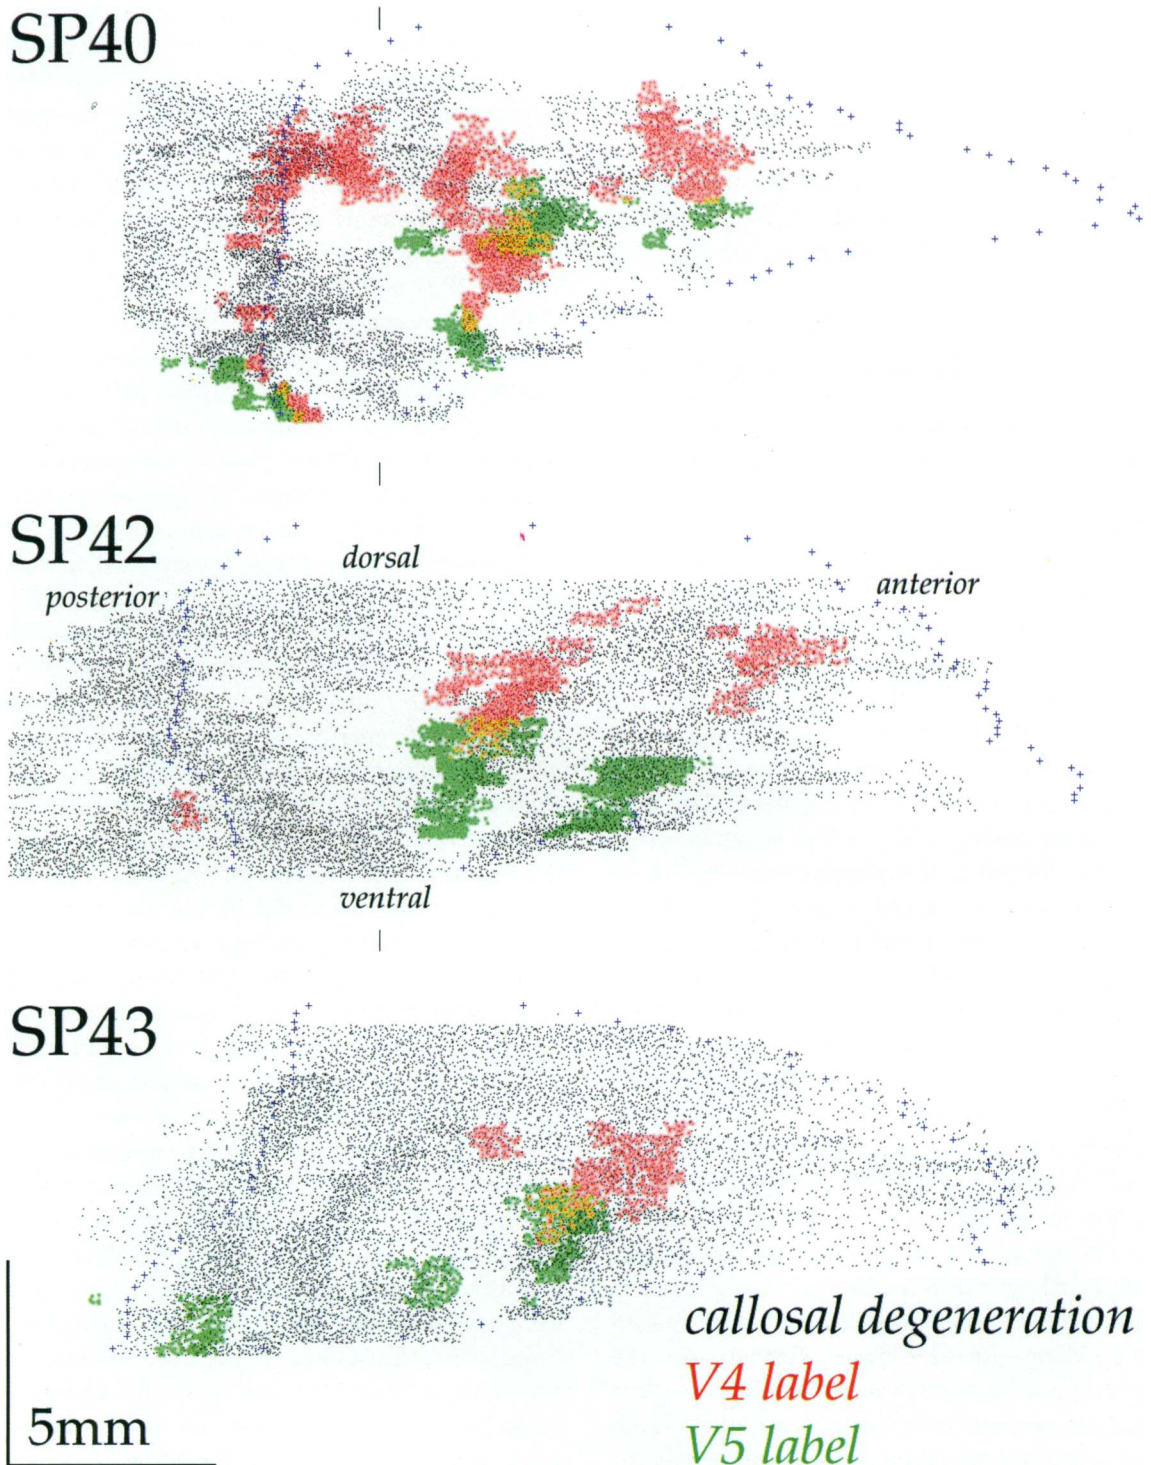 SP40
SP42
dorsal
posterior
anterior
ventral
SP43
callosal degeneration
V4 label
V5 label
5mm